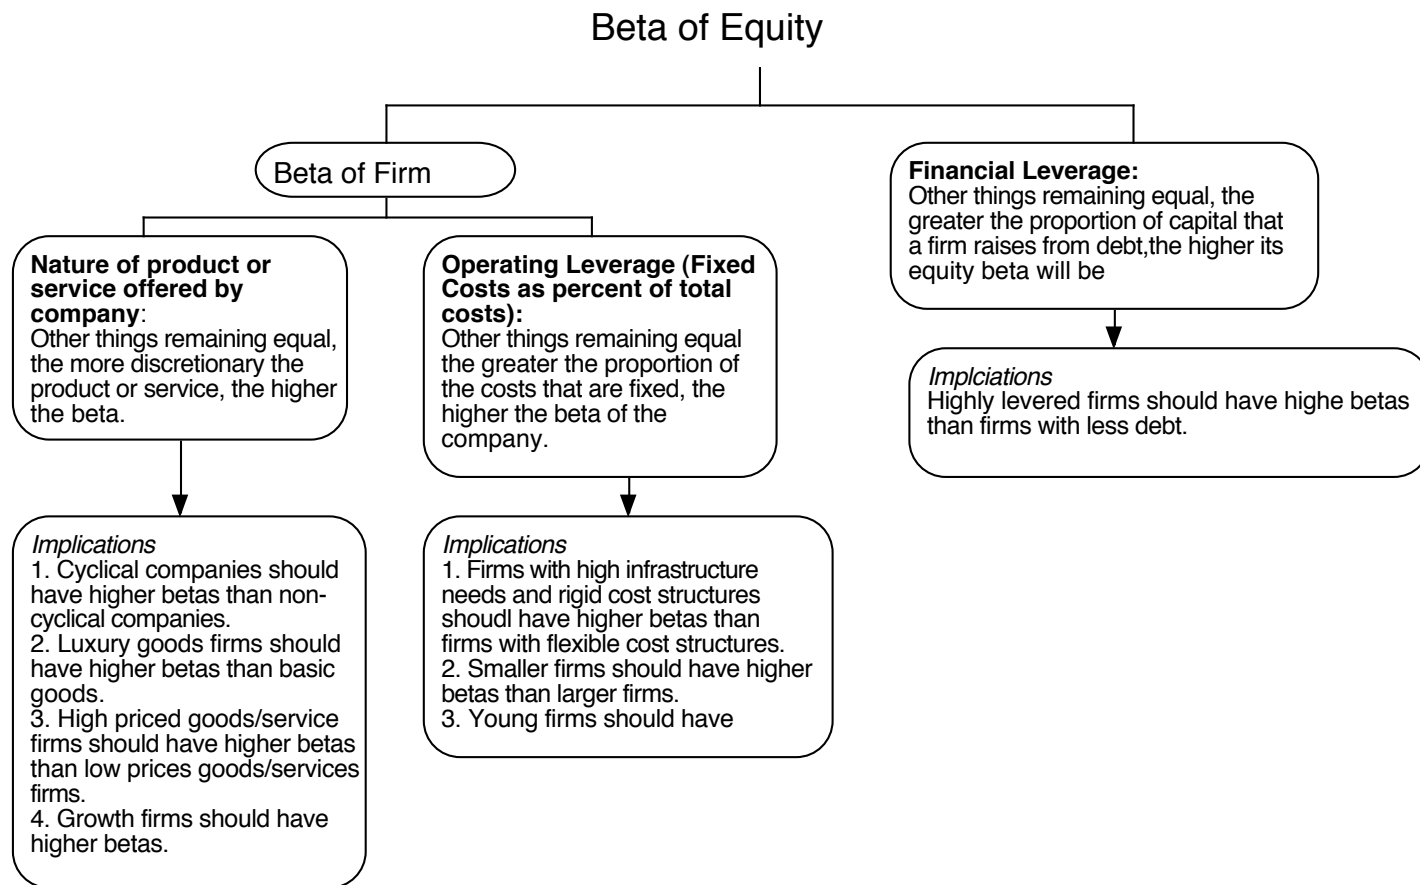 Beta of Equity
Beta of Firm
Financial Leverage:
Other things remaining equal, the
greater the proportion of capital that
a firm raises from debt,the higher its
equity beta will be
Nature of product or
service offered by
company:
Other things remaining equal,
the more discretionary the
product or service, the higher
the beta.
Operating Leverage (Fixed
Costs as percent of total
costs):
Other things remaining equal
the greater the proportion of
the costs that are fixed, the
higher the beta of the
company.
Implciations
Highly levered firms should have highe betas
than firms with less debt.
Implications
1. Cyclical companies should
have higher betas than non-
cyclical companies.
2. Luxury goods firms should
have higher betas than basic
goods.
3. High priced goods/service
firms should have higher betas
than low prices goods/services
firms.
4. Growth firms should have
higher betas.
Implications
1. Firms with high infrastructure
needs and rigid cost structures
shoudl have higher betas than
firms with flexible cost structures.
2. Smaller firms should have higher
betas than larger firms.
3. Young firms should have